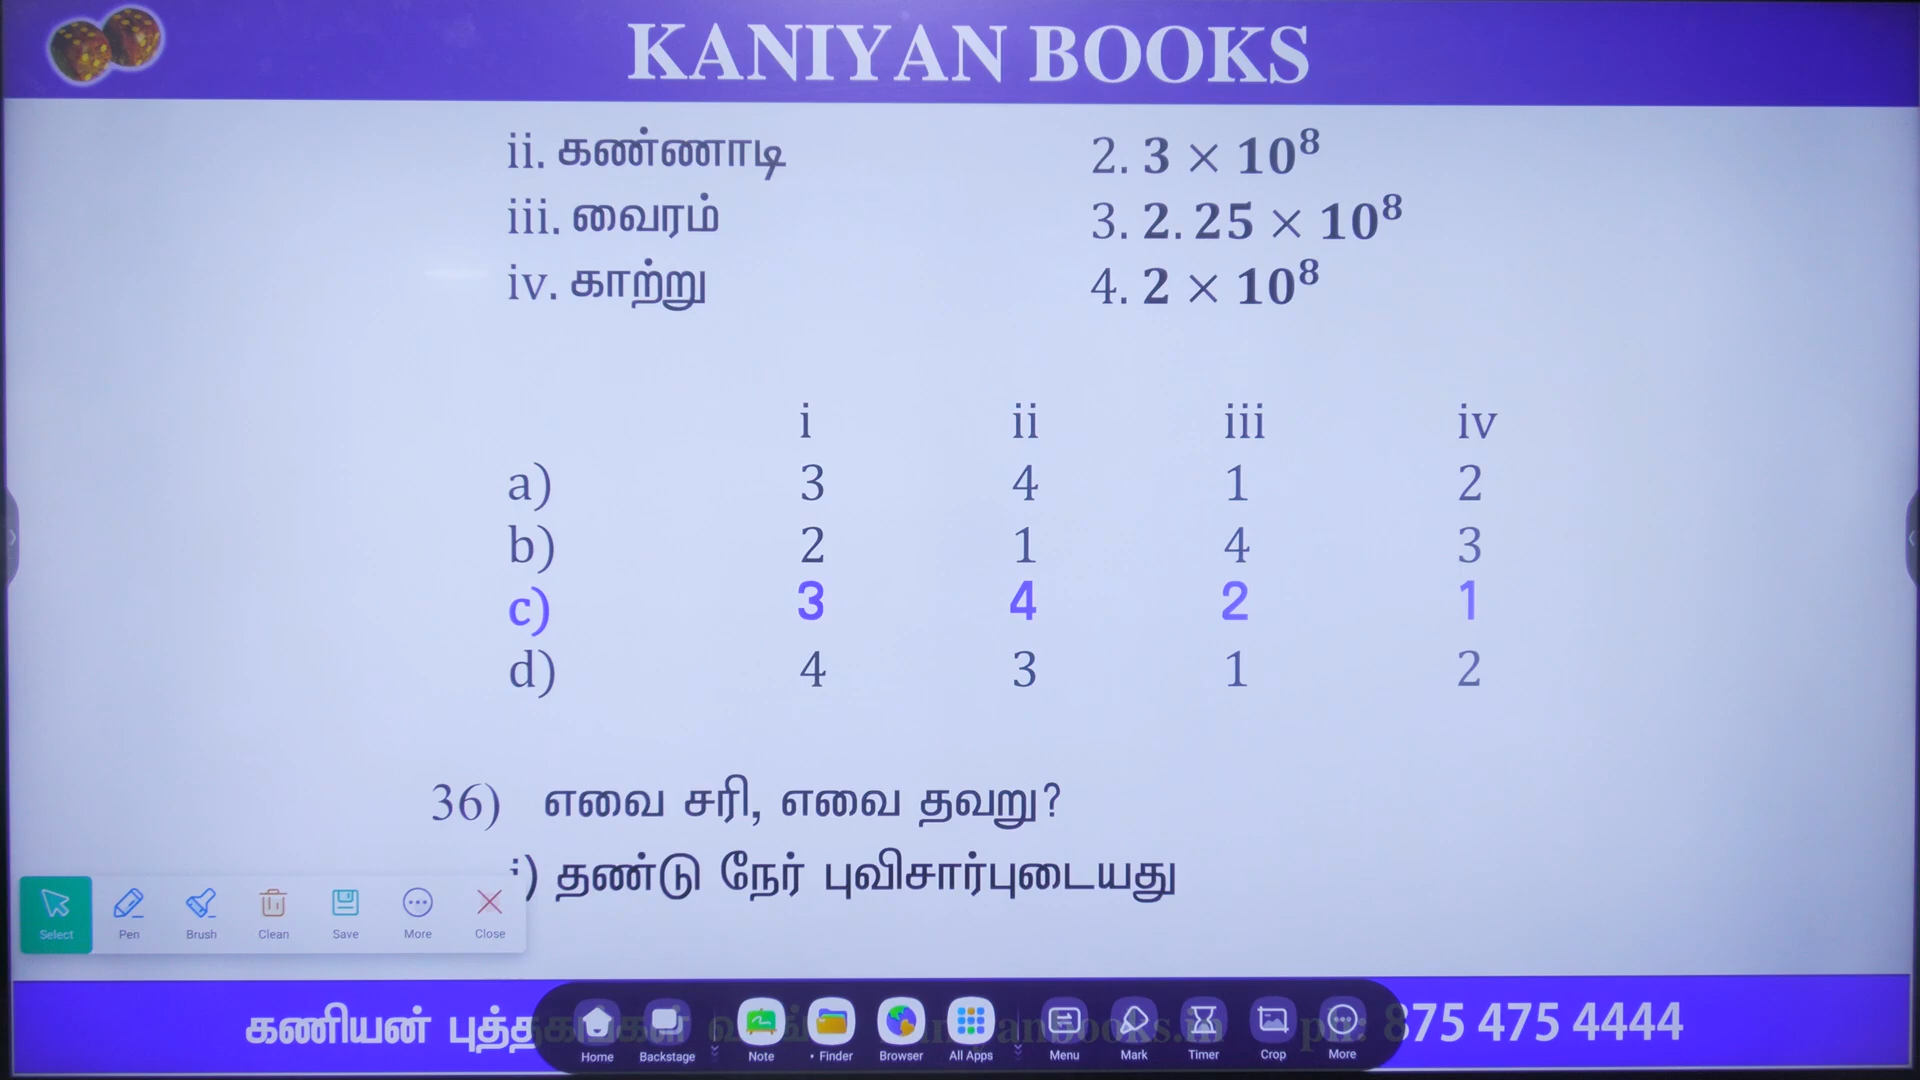 KANIYAN BOOKS
ii. கண்ணாடி 2. 3 × 10⁸
iii. வைரம் 3. 2.25 × 10⁸
iv. காற்று 4. 2 × 10⁸
i ii iii iv
a) 3 4 1 2
b) 2 1 4 3
c) 3 4 2 1
d) 4 3 1 2
36) எவை சரி, எவை தவறு?
i) தண்டு நேர் புவிசார்புடையது
Select Pen Brush Clean Save More Close
கணியன் 875 475 4444
Home Backstage Note • Finder Browser All Apps Menu Mark Timer Crop More